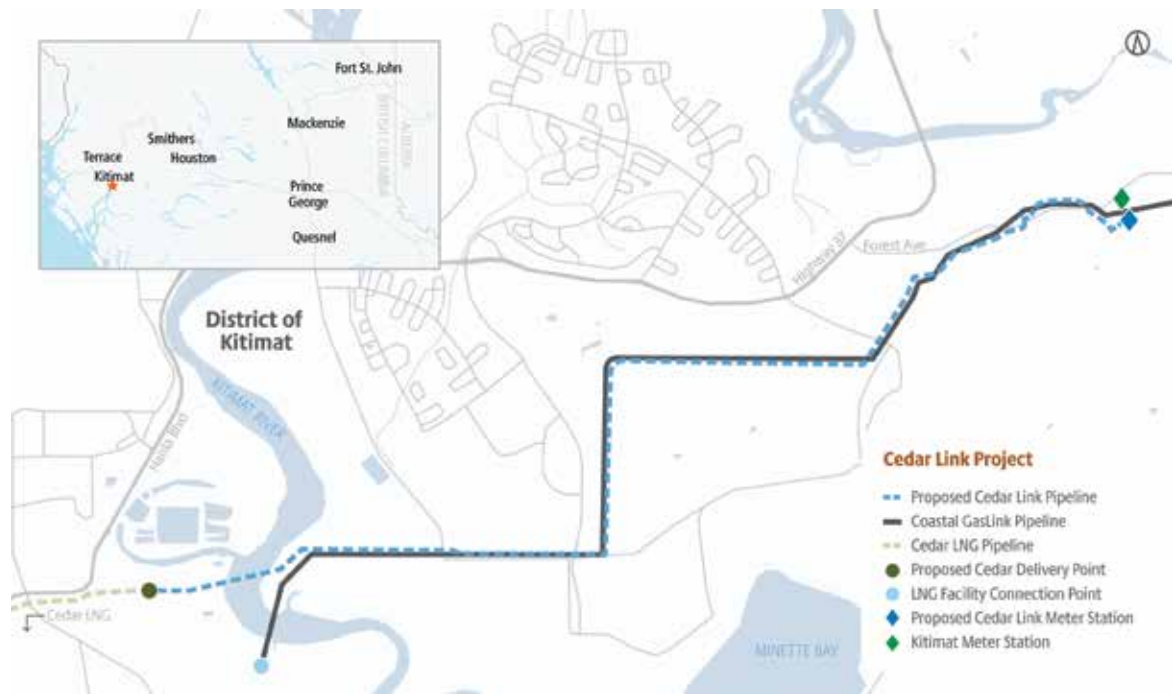 Fort St. John
Mackenzie
BRITISH COLUMBIA
ALBERTA
Smithers
Houston
Terrace
Kitimat
Prince
George
Quesnel
Highway 37
Forest Ave
District of
Kitimat
KITIMAT RIVER
Haisla Blvd
Cedar LNG
MINETTE BAY
Cedar Link Project
Proposed Cedar Link Pipeline
Coastal GasLink Pipeline
Cedar LNG Pipeline
Proposed Cedar Delivery Point
LNG Facility Connection Point
Proposed Cedar Link Meter Station
Kitimat Meter Station